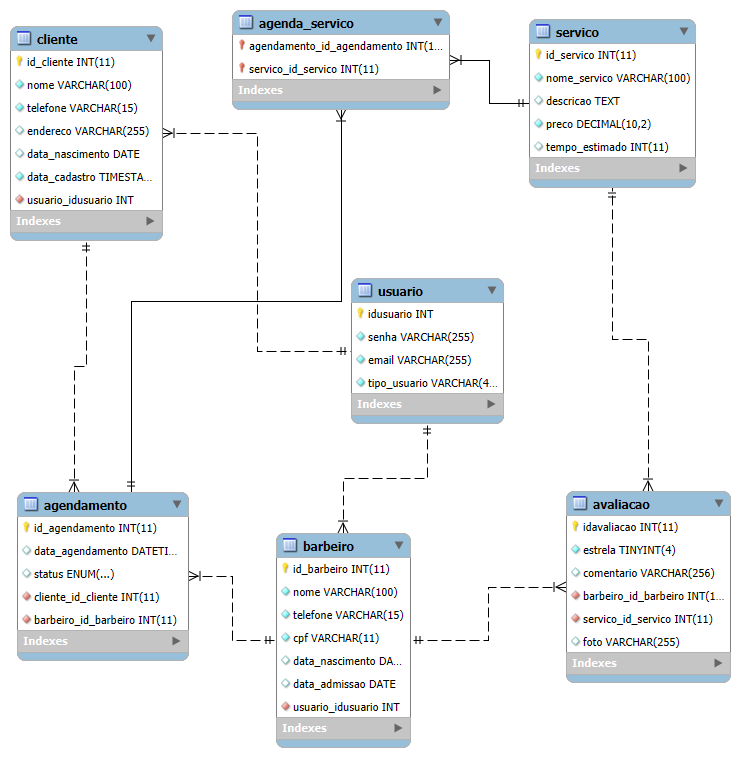 cliente
id_cliente INT(11)
nome VARCHAR(100)
telefone VARCHAR(15)
endereco VARCHAR(255)
data_nascimento DATE
data_cadastro TIMESTA...
usuario_idusuario INT
Indexes
agenda_servico
agendamento_id_agendamento INT(1...
servico_id_servico INT(11)
Indexes
servico
id_servico INT(11)
nome_servico VARCHAR(100)
descricao TEXT
preco DECIMAL(10,2)
tempo_estimado INT(11)
Indexes
usuario
idusuario INT
senha VARCHAR(255)
email VARCHAR(255)
tipo_usuario VARCHAR(4...
Indexes
agendamento
id_agendamento INT(11)
data_agendamento DATETI...
status ENUM(...)
cliente_id_cliente INT(11)
barbeiro_id_barbeiro INT(11)
Indexes
barbeiro
id_barbeiro INT(11)
nome VARCHAR(100)
telefone VARCHAR(15)
cpf VARCHAR(11)
data_nascimento DA...
data_admissao DATE
usuario_idusuario INT
Indexes
avaliacao
idavaliacao INT(11)
estrela TINYINT(4)
comentario VARCHAR(256)
barbeiro_id_barbeiro INT(1...
servico_id_servico INT(11)
foto VARCHAR(255)
Indexes